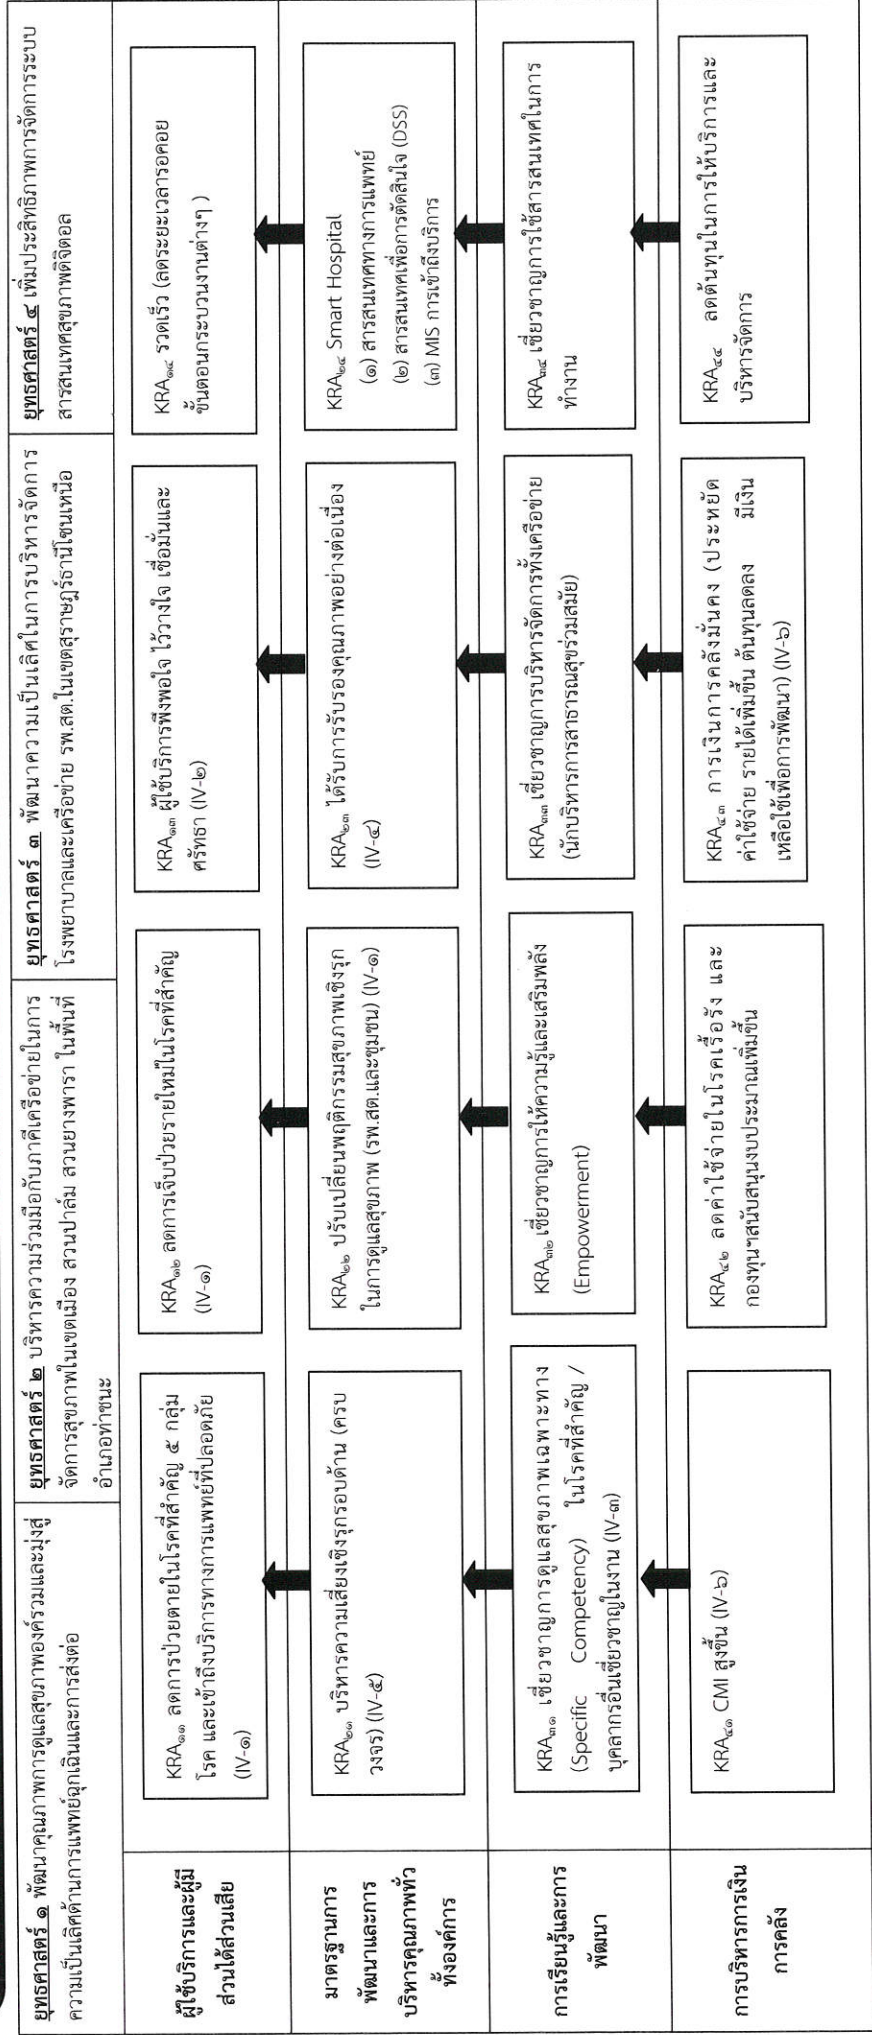 ยุทธศาสตร์ ๑ พัฒนาคุณภาพการดูแลสุขภาพองค์รวมและมุ่งสู่
ความเป็นเลิศด้านการแพทย์ฉุกเฉินและการส่งต่อ
ยุทธศาสตร์ ๒ บริหารความร่วมมือกับภาคีเครือข่ายในการ
จัดการสุขภาพในเขตเมือง สวนปาล์ม สวนยางพารา ในพื้นที่
อำเภอท่าชนะ
ยุทธศาสตร์ ๓ พัฒนาความเป็นเลิศในการบริหารจัดการ
โรงพยาบาลและเครือข่าย รพ.สต.ในเขตสุราษฎร์ธานีโซนเหนือ
ยุทธศาสตร์ ๔ เพิ่มประสิทธิภาพการจัดการระบบ
สารสนเทศสุขภาพดิจิตอล
ผู้ใช้บริการและผู้มี
ส่วนได้ส่วนเสีย
KRA๑๑ ลดการป่วยตายในโรคที่สำคัญ ๕ กลุ่ม
โรค และเข้าถึงบริการทางการแพทย์ที่ปลอดภัย
(IV-๑)
KRA๑๒ ลดการเจ็บป่วยรายใหม่ในโรคที่สำคัญ
(IV-๑)
KRA๑๓ ผู้ใช้บริการพึงพอใจ ไว้วางใจ เชื่อมั่นและ
ศรัทธา (IV-๒)
KRA๑๔ รวดเร็ว (ลดระยะเวลารอคอย
ขั้นตอนกระบวนงานต่างๆ )
มาตรฐานการ
พัฒนาและการ
บริหารคุณภาพทั่ว
ทั้งองค์การ
KRA๒๑ บริหารความเสี่ยงเชิงรุกรอบด้าน (ครบ
วงจร) (IV-๕)
KRA๒๒ ปรับเปลี่ยนพฤติกรรมสุขภาพเชิงรุก
ในการดูแลสุขภาพ (รพ.สต.และชุมชน) (IV-๑)
KRA๒๓ ได้รับการรับรองคุณภาพอย่างต่อเนื่อง
(IV-๔)
KRA๒๔ Smart Hospital
(๑) สารสนเทศทางการแพทย์
(๒) สารสนเทศเพื่อการตัดสินใจ (DSS)
(๓) MIS การเข้าถึงบริการ
การเรียนรู้และการ
พัฒนา
KRA๓๑ เชี่ยวชาญการดูแลสุขภาพเฉพาะทาง
(Specific Competency) ในโรคที่สำคัญ /
บุคลากรอื่นเชี่ยวชาญในงาน (IV-๓)
KRA๓๒ เชี่ยวชาญการให้ความรู้และเสริมพลัง
(Empowerment)
KRA๓๓ เชี่ยวชาญการบริหารจัดการทั้งเครือข่าย
(นักบริหารการสาธารณสุขร่วมสมัย)
KRA๓๔ เชี่ยวชาญการใช้สารสนเทศในการ
ทำงาน
การบริหารการเงิน
การคลัง
KRA๔๑ CMI สูงขึ้น (IV-๖)
KRA๔๒ ลดค่าใช้จ่ายในโรคเรื้อรัง และ
กองทุนฯสนับสนุนงบประมาณเพิ่มขึ้น
KRA๔๓ การเงินการคลังมั่นคง (ประหยัด
ค่าใช้จ่าย รายได้เพิ่มขึ้น ต้นทุนลดลง มีเงิน
เหลือใช้เพื่อการพัฒนา) (IV-๖)
KRA๔๔ ลดต้นทุนในการให้บริการและ
บริหารจัดการ